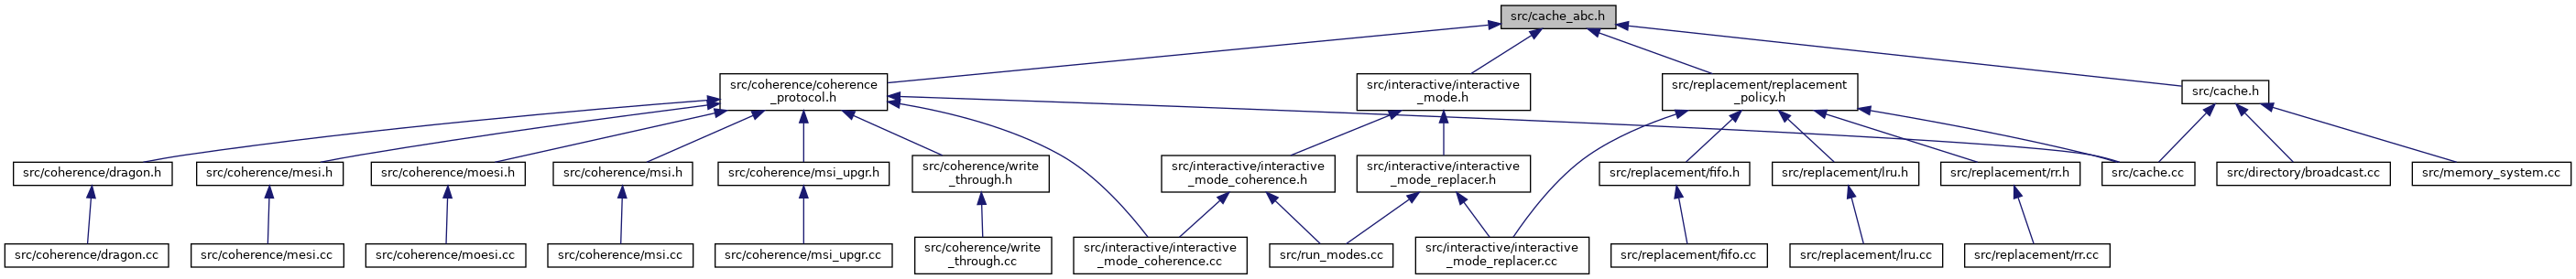 src/cache_abc.h
src/coherence/coherence
_protocol.h
src/interactive/interactive
_mode.h
src/replacement/replacement
_policy.h
src/cache.h
src/coherence/dragon.h
src/coherence/mesi.h
src/coherence/moesi.h
src/coherence/msi.h
src/coherence/msi_upgr.h
src/coherence/write
_through.h
src/interactive/interactive
_mode_coherence.h
src/interactive/interactive
_mode_replacer.h
src/replacement/fifo.h
src/replacement/lru.h
src/replacement/rr.h
src/cache.cc
src/directory/broadcast.cc
src/memory_system.cc
src/coherence/dragon.cc
src/coherence/mesi.cc
src/coherence/moesi.cc
src/coherence/msi.cc
src/coherence/msi_upgr.cc
src/coherence/write
_through.cc
src/interactive/interactive
_mode_coherence.cc
src/run_modes.cc
src/interactive/interactive
_mode_replacer.cc
src/replacement/fifo.cc
src/replacement/lru.cc
src/replacement/rr.cc